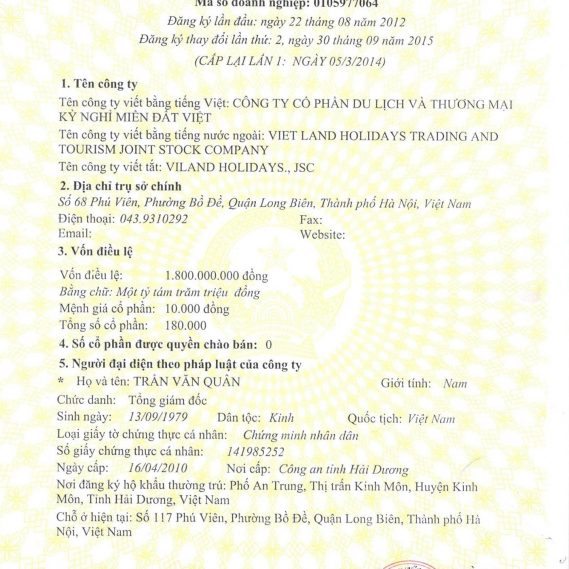 Mã số doanh nghiệp: 0105977064
Đăng ký lần đầu: ngày 22 tháng 08 năm 2012
Đăng ký thay đổi lần thứ: 2, ngày 30 tháng 09 năm 2015
(CẤP LẠI LẦN 1: NGÀY 05/3/2014)
1. Tên công ty
Tên công ty viết bằng tiếng Việt: CÔNG TY CỔ PHẦN DU LỊCH VÀ THƯƠNG MẠI
KỲ NGHỈ MIỀN ĐẤT VIỆT
Tên công ty viết bằng tiếng nước ngoài: VIET LAND HOLIDAYS TRADING AND
TOURISM JOINT STOCK COMPANY
Tên công ty viết tắt: VILAND HOLIDAYS., JSC
2. Địa chỉ trụ sở chính
Số 68 Phú Viên, Phường Bồ Đề, Quận Long Biên, Thành phố Hà Nội, Việt Nam
Điện thoại: 043.9310292 Fax:
Email: Website:
3. Vốn điều lệ
Vốn điều lệ: 1.800.000.000 đồng
Bằng chữ: Một tỷ tám trăm triệu đồng
Mệnh giá cổ phần: 10.000 đồng
Tổng số cổ phần: 180.000
4. Số cổ phần được quyền chào bán: 0
5. Người đại diện theo pháp luật của công ty
* Họ và tên: TRẦN VĂN QUÂN Giới tính: Nam
Chức danh: Tổng giám đốc
Sinh ngày: 13/09/1979 Dân tộc: Kinh Quốc tịch: Việt Nam
Loại giấy tờ chứng thực cá nhân: Chứng minh nhân dân
Số giấy chứng thực cá nhân: 141985252
Ngày cấp: 16/04/2010 Nơi cấp: Công an tỉnh Hải Dương
Nơi đăng ký hộ khẩu thường trú: Phố An Trung, Thị trấn Kinh Môn, Huyện Kinh
Môn, Tỉnh Hải Dương, Việt Nam
Chỗ ở hiện tại: Số 117 Phú Viên, Phường Bồ Đề, Quận Long Biên, Thành phố Hà
Nội, Việt Nam